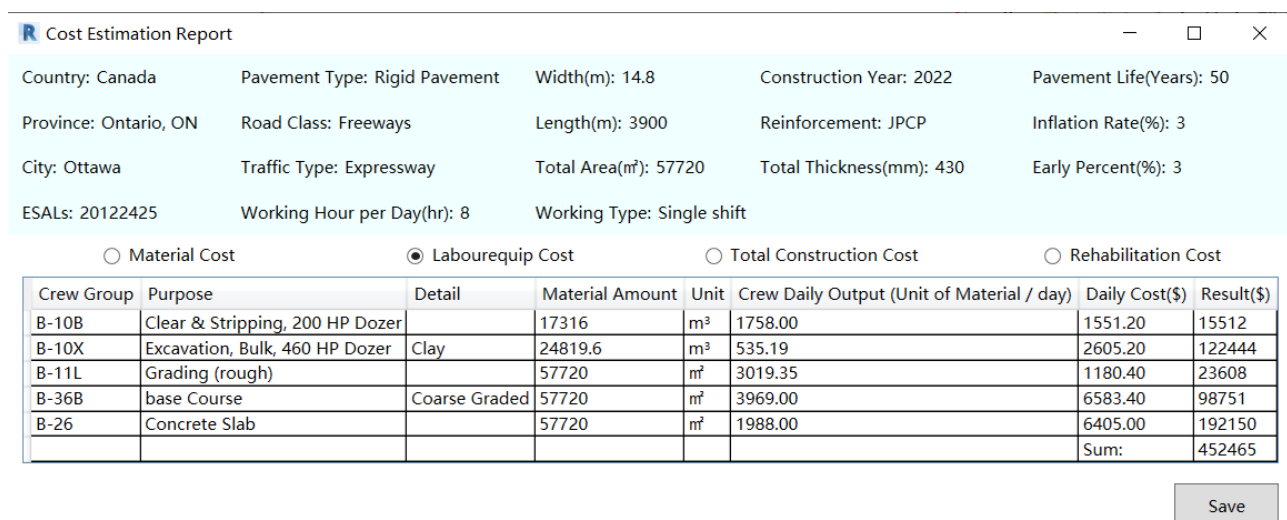 R Cost Estimation Report
Country: Canada Pavement Type: Rigid Pavement Width(m): 14.8 Construction Year: 2022 Pavement Life(Years): 50
Province: Ontario, ON Road Class: Freeways Length(m): 3900 Reinforcement: JPCP Inflation Rate(%): 3
City: Ottawa Traffic Type: Expressway Total Area(㎡): 57720 Total Thickness(mm): 430 Early Percent(%): 3
ESALs: 20122425 Working Hour per Day(hr): 8 Working Type: Single shift
Material Cost Labourequip Cost Total Construction Cost Rehabilitation Cost
Crew Group Purpose Detail Material Amount Unit Crew Daily Output (Unit of Material / day) Daily Cost($) Result($)
B-10B Clear & Stripping, 200 HP Dozer 17316 m³ 1758.00 1551.20 15512
B-10X Excavation, Bulk, 460 HP Dozer Clay 24819.6 m³ 535.19 2605.20 122444
B-11L Grading (rough) 57720 ㎡ 3019.35 1180.40 23608
B-36B base Course Coarse Graded 57720 ㎡ 3969.00 6583.40 98751
B-26 Concrete Slab 57720 ㎡ 1988.00 6405.00 192150
Sum: 452465
Save